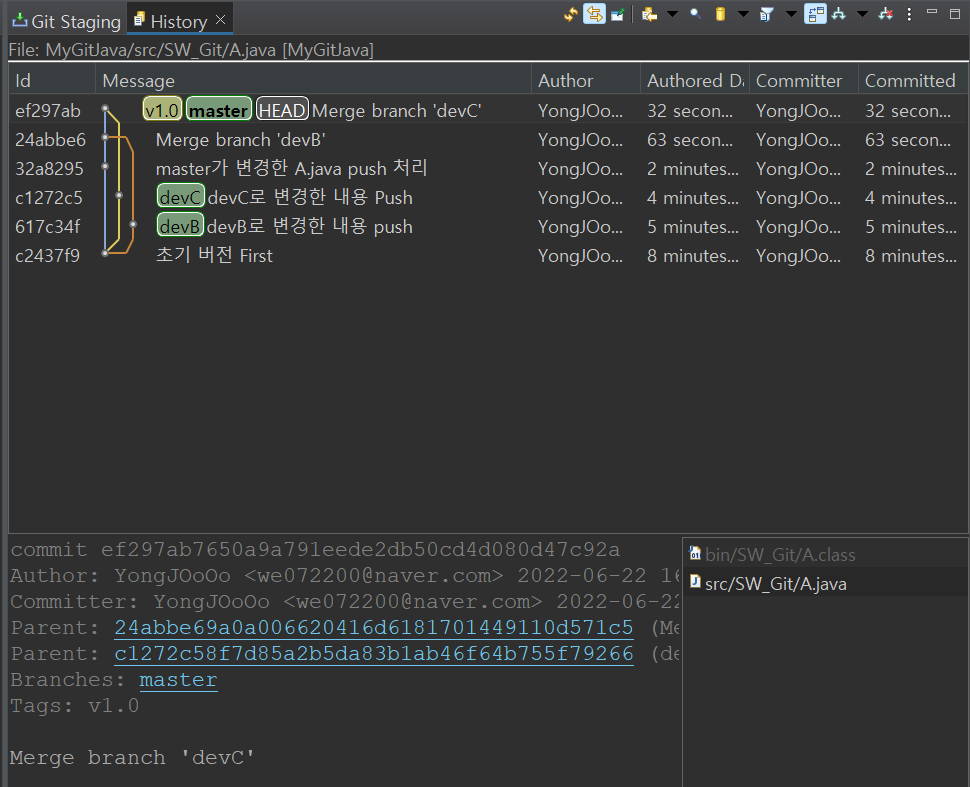 Git Staging History
File: MyGitJava/src/SW_Git/A.java [MyGitJava]
Id Message Author Authored Da Committer Committed
ef297ab v1.0 master HEAD Merge branch 'devC' YongJOo... 32 secon... YongJOo... 32 secon...
24abbe6 Merge branch 'devB' YongJOo... 63 secon... YongJOo... 63 secon...
32a8295 master가 변경한 A.java push 처리 YongJOo... 2 minutes... YongJOo... 2 minutes...
c1272c5 devC devC로 변경한 내용 Push YongJOo... 4 minutes... YongJOo... 4 minutes...
617c34f devB devB로 변경한 내용 push YongJOo... 5 minutes... YongJOo... 5 minutes...
c2437f9 초기 버전 First YongJOo... 8 minutes... YongJOo... 8 minutes...
commit ef297ab7650a9a791eede2db50cd4d080d47c92a
Author: YongJOoOo <we072200@naver.com> 2022-06-22 16
Committer: YongJOoOo <we072200@naver.com> 2022-06-22
Parent: 24abbe69a0a006620416d6181701449110d571c5 (Me
Parent: c1272c58f7d85a2b5da83b1ab46f64b755f79266 (de
Branches: master
Tags: v1.0
Merge branch 'devC'
bin/SW_Git/A.class
src/SW_Git/A.java